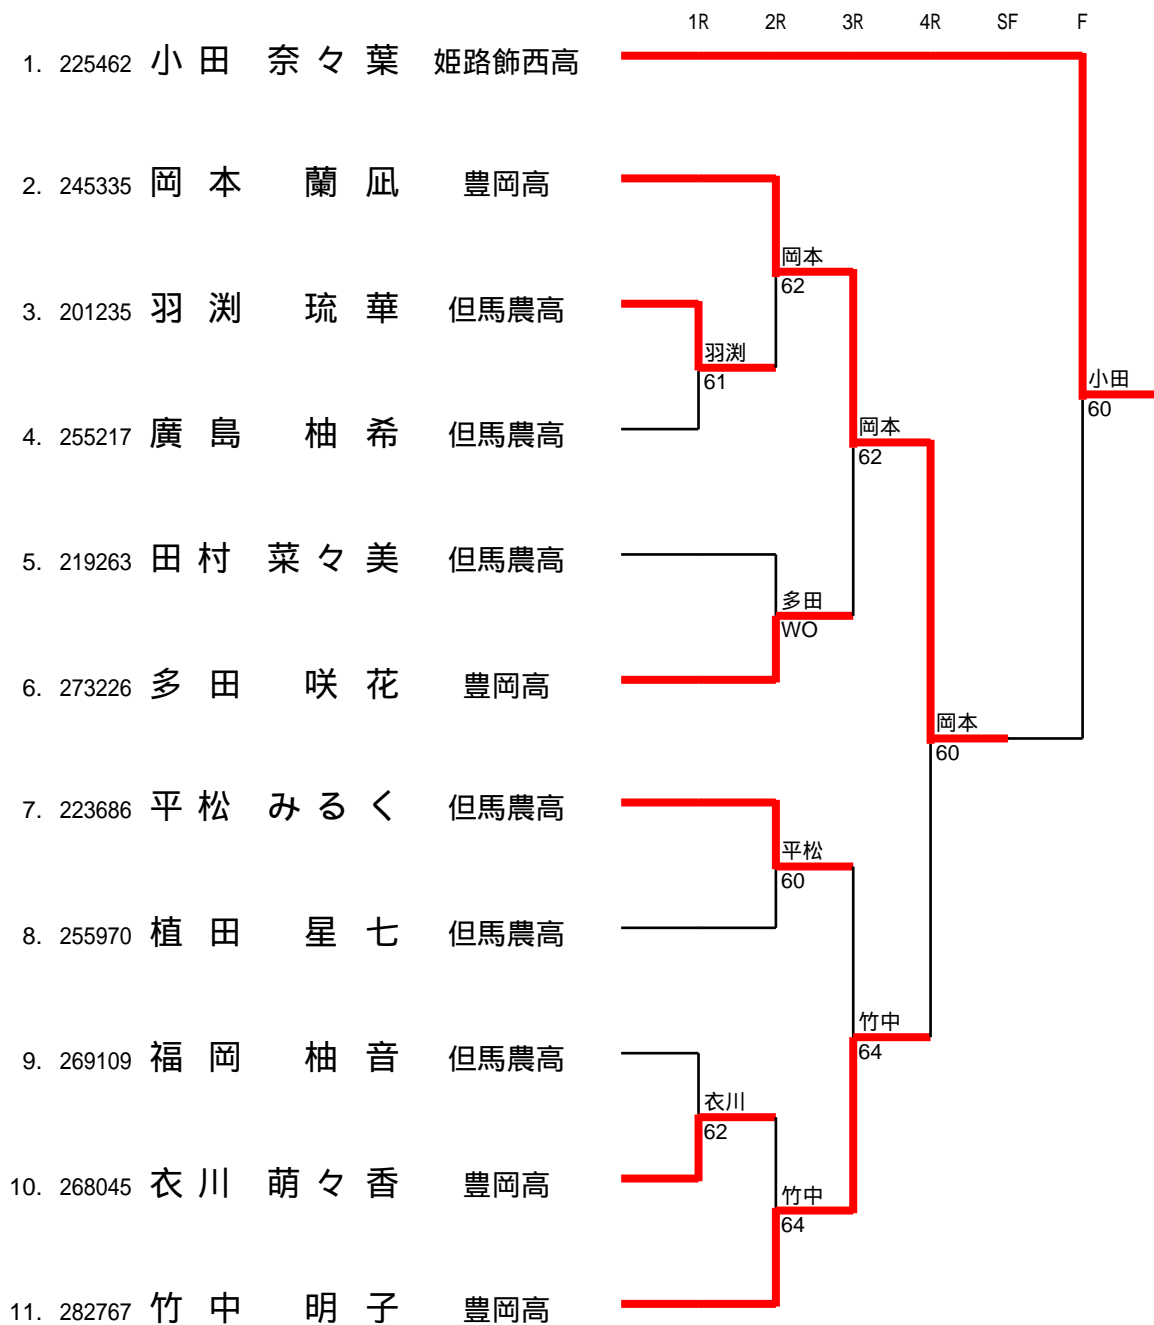 1R 2R 3R 4R SF F
1. 225462 小田 奈々葉 姫路飾西高
2. 245335 岡本 蘭凪 豊岡高
岡本
62
3. 201235 羽渕 琉華 但馬農高
羽渕
61
小田
60
4. 255217 廣島 柚希 但馬農高
岡本
62
5. 219263 田村 菜々美 但馬農高
多田
WO
6. 273226 多田 咲花 豊岡高
岡本
60
7. 223686 平松 みるく 但馬農高
平松
60
8. 255970 植田 星七 但馬農高
竹中
64
9. 269109 福岡 柚音 但馬農高
衣川
62
10. 268045 衣川 萌々香 豊岡高
竹中
64
11. 282767 竹中 明子 豊岡高